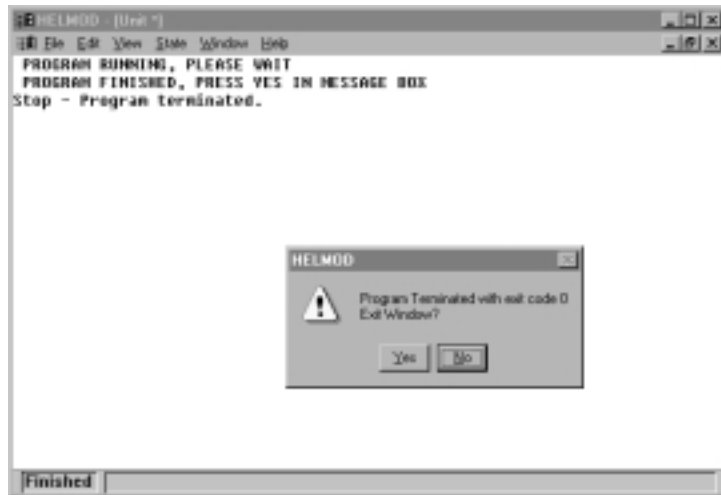 HELMOD - [Unit *]
File Edit View State Window Help
PROGRAM RUNNING, PLEASE WAIT
PROGRAM FINISHED, PRESS YES IN MESSAGE BOX
Stop - Program terminated.
HELMOD
Program Terminated with exit code 0
Exit Window?
Yes No
Finished